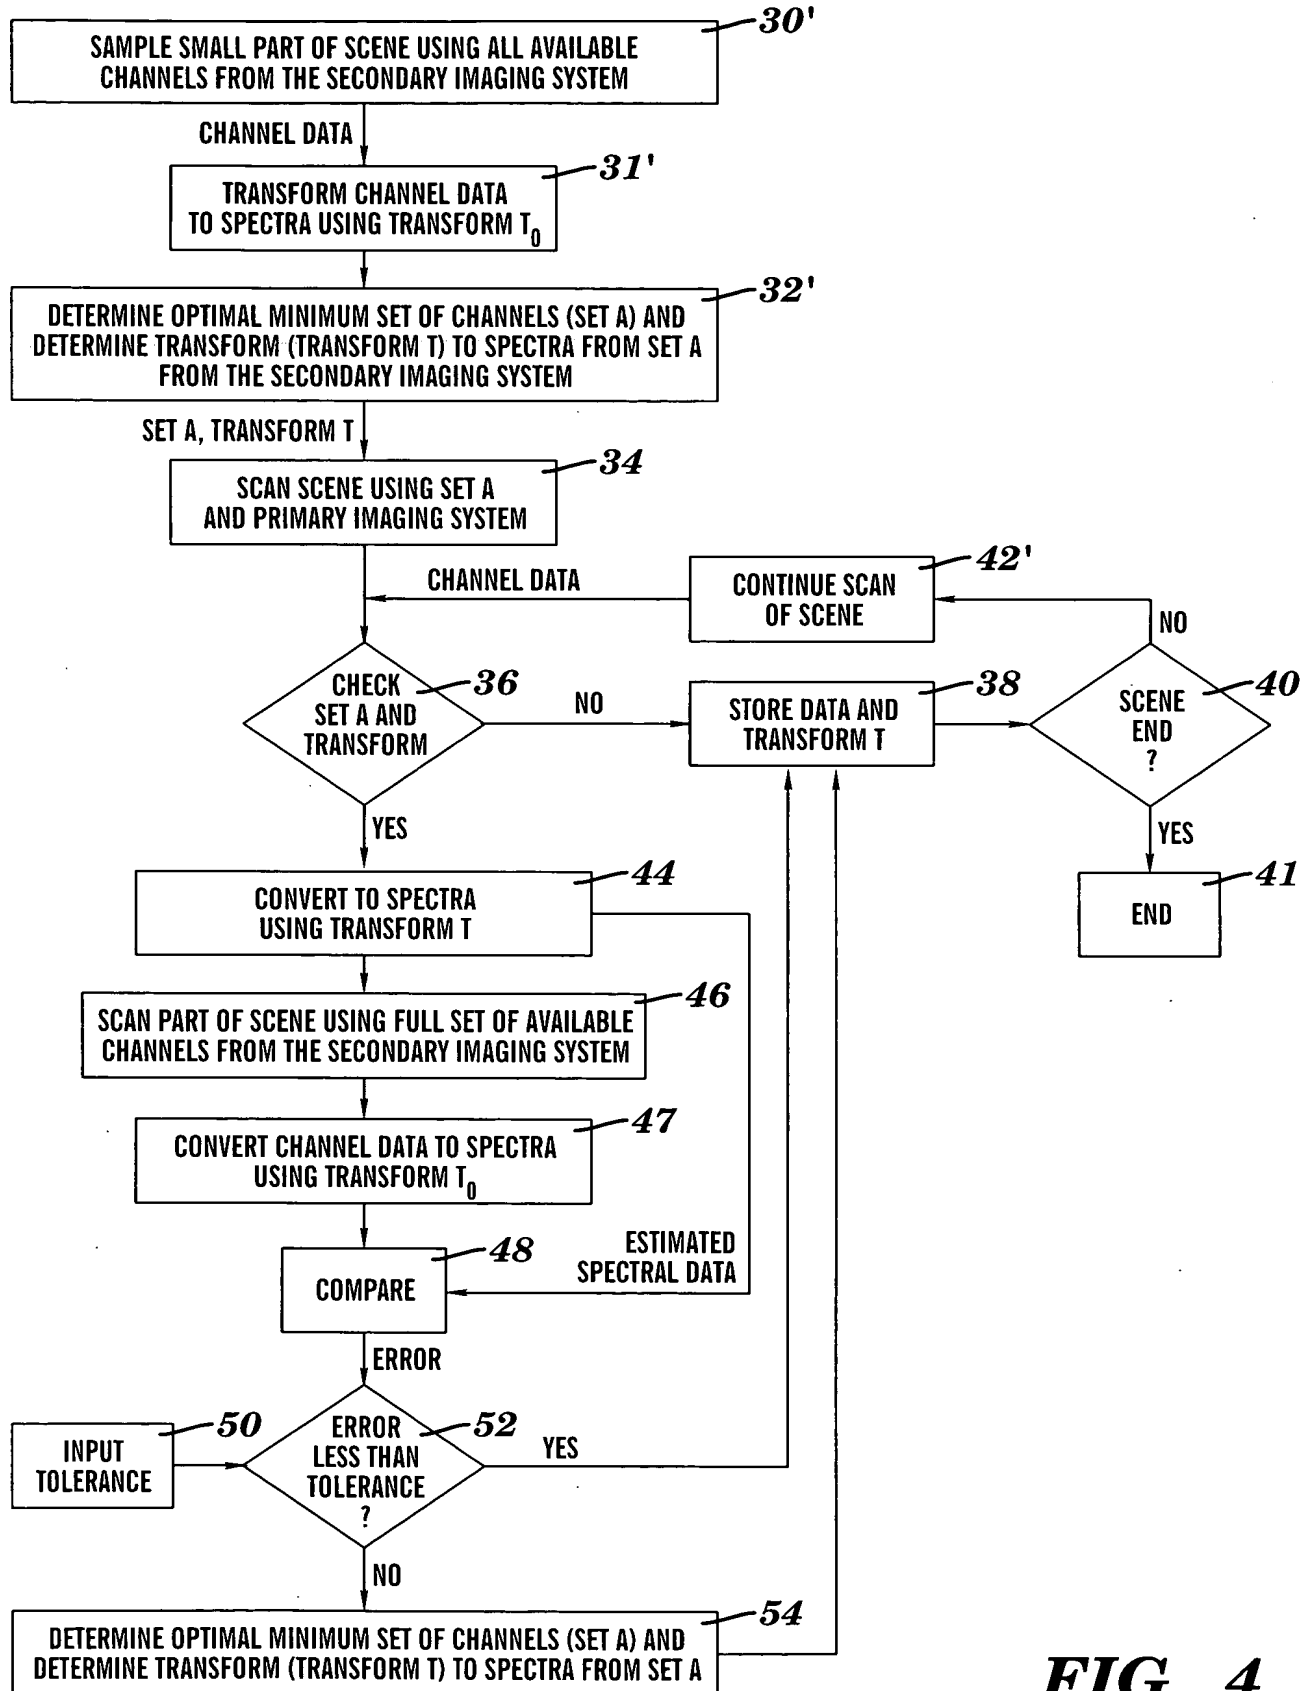 30'
SAMPLE SMALL PART OF SCENE USING ALL AVAILABLE
CHANNELS FROM THE SECONDARY IMAGING SYSTEM
CHANNEL DATA
31'
TRANSFORM CHANNEL DATA
TO SPECTRA USING TRANSFORM T0
32'
DETERMINE OPTIMAL MINIMUM SET OF CHANNELS (SET A) AND
DETERMINE TRANSFORM (TRANSFORM T) TO SPECTRA FROM SET A
FROM THE SECONDARY IMAGING SYSTEM
SET A, TRANSFORM T
34
SCAN SCENE USING SET A
AND PRIMARY IMAGING SYSTEM
42'
CONTINUE SCAN
OF SCENE
CHANNEL DATA
NO
36
CHECK
SET A AND
TRANSFORM
NO
38
STORE DATA AND
TRANSFORM T
40
SCENE
END
?
YES
YES
41
END
44
CONVERT TO SPECTRA
USING TRANSFORM T
46
SCAN PART OF SCENE USING FULL SET OF AVAILABLE
CHANNELS FROM THE SECONDARY IMAGING SYSTEM
47
CONVERT CHANNEL DATA TO SPECTRA
USING TRANSFORM T0
48
COMPARE
ESTIMATED
SPECTRAL DATA
ERROR
50
INPUT
TOLERANCE
52
ERROR
LESS THAN
TOLERANCE
?
YES
NO
54
DETERMINE OPTIMAL MINIMUM SET OF CHANNELS (SET A) AND
DETERMINE TRANSFORM (TRANSFORM T) TO SPECTRA FROM SET A
FIG. 4